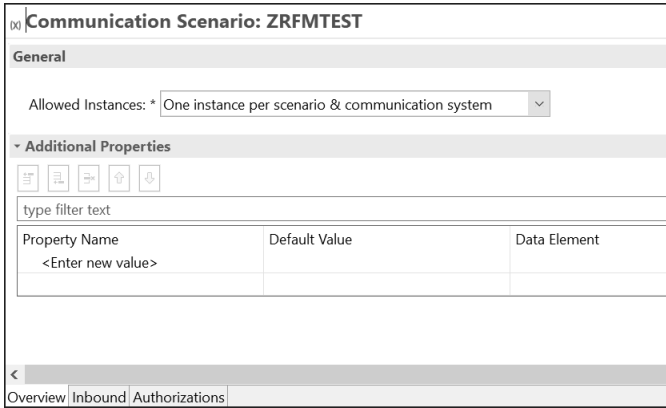 (x) Communication Scenario: ZRFMTEST
General
Allowed Instances: * One instance per scenario & communication system
Additional Properties
type filter text
Property Name Default Value Data Element
<Enter new value>
Overview Inbound Authorizations